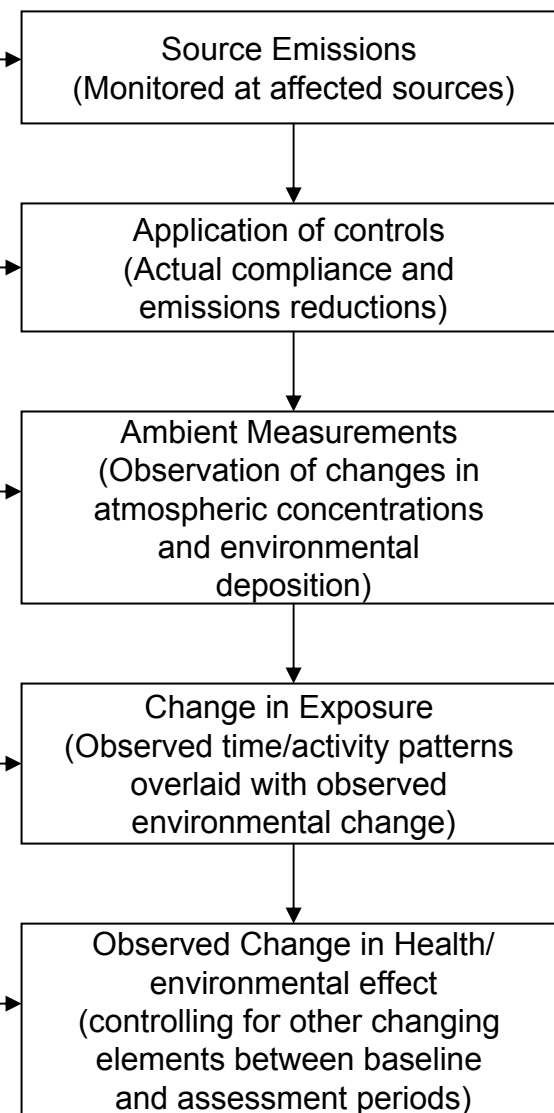 Source Emissions
(Monitored at affected sources)
Application of controls
(Actual compliance and
emissions reductions)
Ambient Measurements
(Observation of changes in
atmospheric concentrations
and environmental
deposition)
Change in Exposure
(Observed time/activity patterns
overlaid with observed
environmental change)
Observed Change in Health/
environmental effect
(controlling for other changing
elements between baseline
and assessment periods)